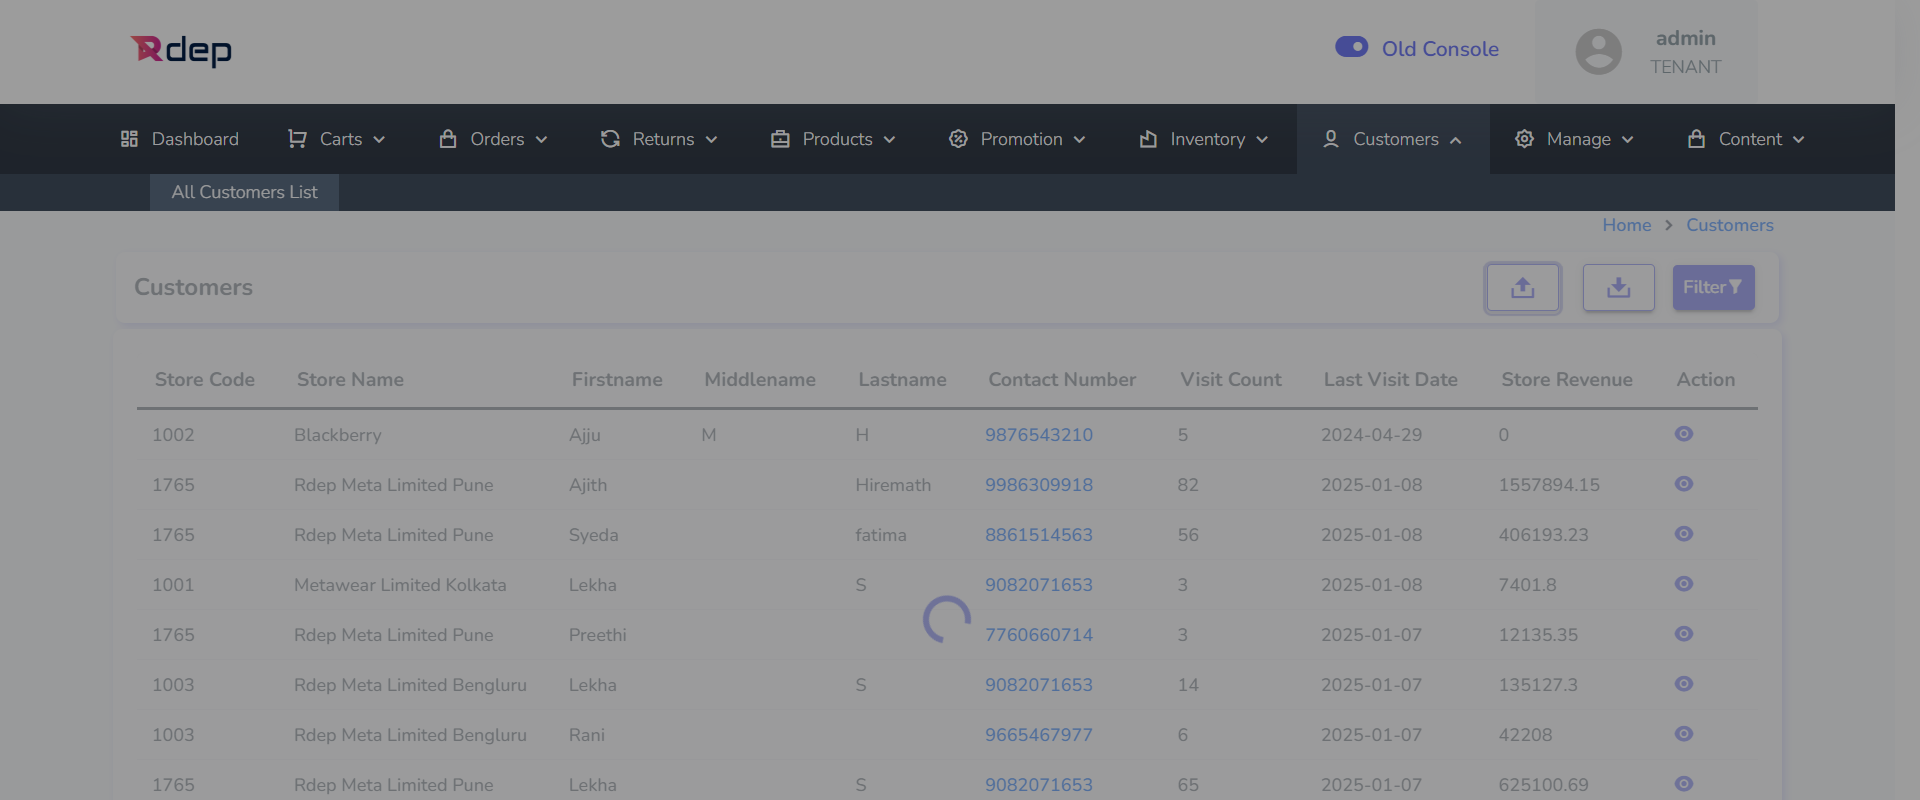 Rdep
Old Console
admin
TENANT
Dashboard Carts Orders Returns Products Promotion Inventory Customers Manage Content
All Customers List
Home > Customers
Customers
Filter
Store Code Store Name Firstname Middlename Lastname Contact Number Visit Count Last Visit Date Store Revenue Action
1002 Blackberry Ajju M H 9876543210 5 2024-04-29 0
1765 Rdep Meta Limited Pune Ajith Hiremath 9986309918 82 2025-01-08 1557894.15
1765 Rdep Meta Limited Pune Syeda fatima 8861514563 56 2025-01-08 406193.23
1001 Metawear Limited Kolkata Lekha S 9082071653 3 2025-01-08 7401.8
1765 Rdep Meta Limited Pune Preethi 7760660714 3 2025-01-07 12135.35
1003 Rdep Meta Limited Bengluru Lekha S 9082071653 14 2025-01-07 135127.3
1003 Rdep Meta Limited Bengluru Rani 9665467977 6 2025-01-07 42208
1765 Rdep Meta Limited Pune Lekha S 9082071653 65 2025-01-07 625100.69